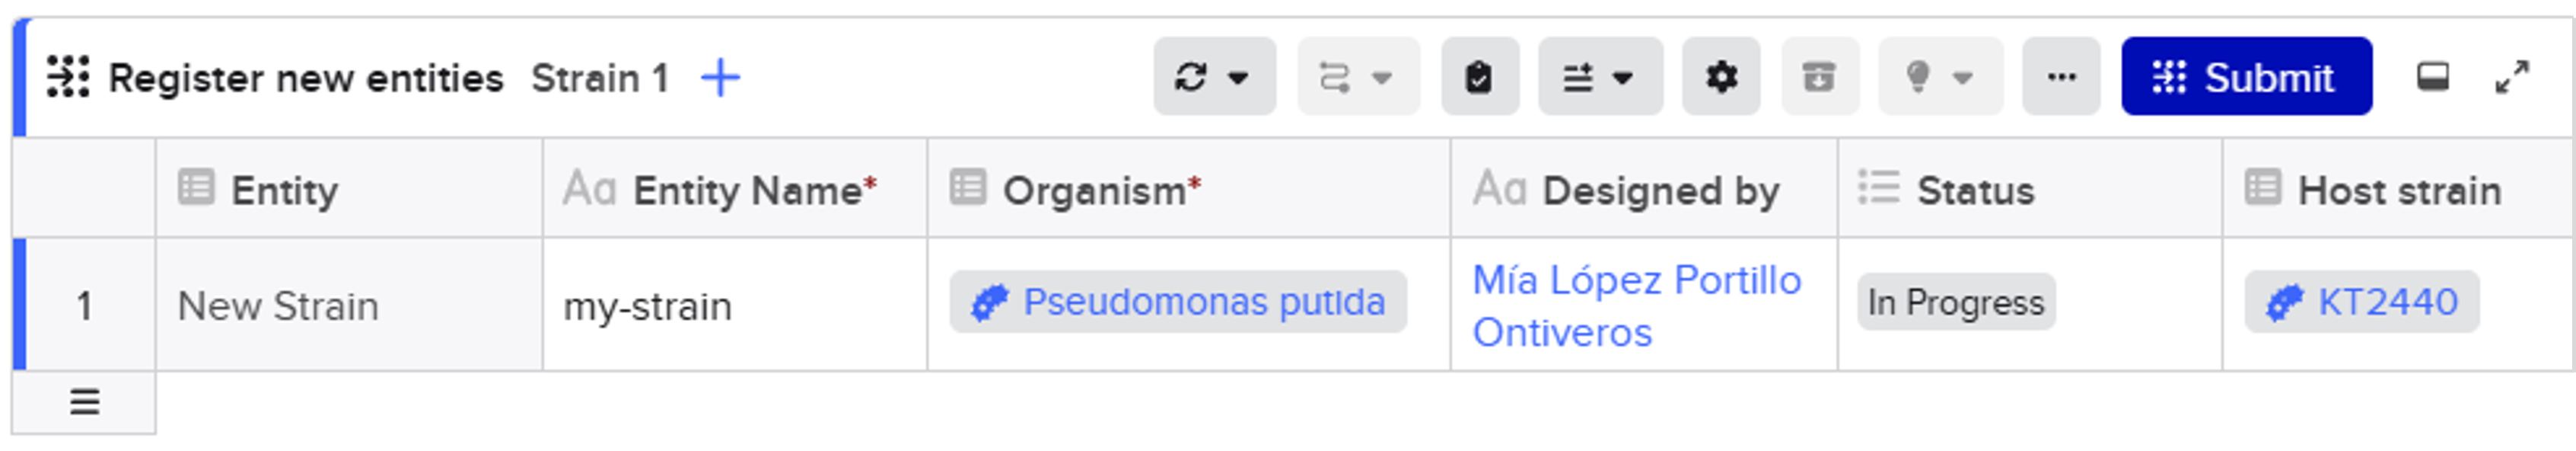 Register new entities Strain 1 + Submit
Entity Aa Entity Name* Organism* Aa Designed by Status Host strain
1 New Strain my-strain Pseudomonas putida Mía López Portillo In Progress KT2440
Ontiveros